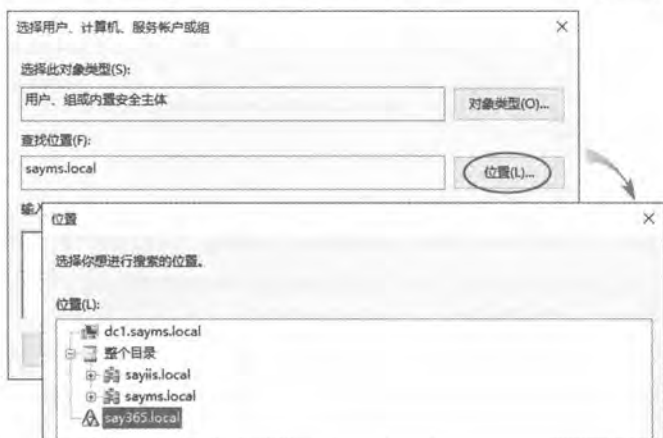 选择用户、计算机、服务帐户或组
选择此对象类型(S):
用户、组或内置安全主体
对象类型(O)...
查找位置(F):
sayms.local
位置(L)...
输入
位置
选择你想进行搜索的位置。
位置(L):
dc1.sayms.local
整个目录
sayiis.local
sayms.local
say365.local